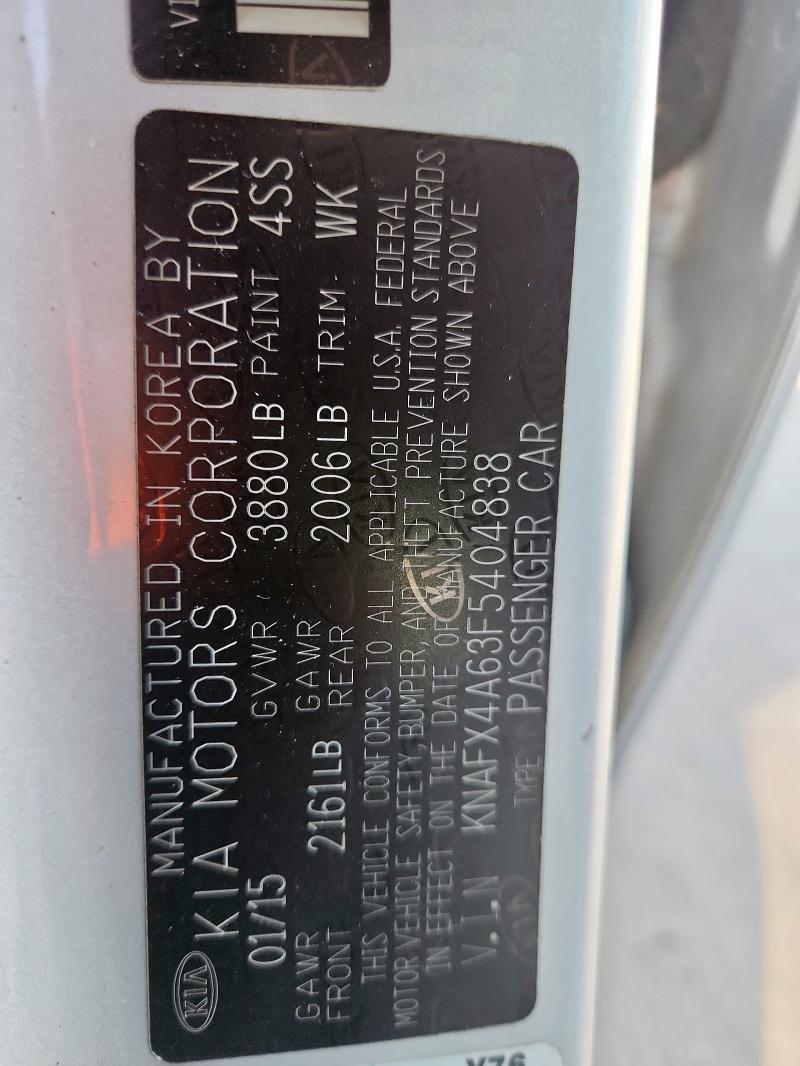 VI
KIA
MANUFACTURED IN KOREA BY
KIA MOTORS CORPORATION
01/15 GVWR 3880LB PAINT 4SS
GAWR FRONT 2161LB GAWR REAR 2006LB TRIM WK
THIS VEHICLE CONFORMS TO ALL APPLICABLE U.S.A. FEDERAL
MOTOR VEHICLE SAFETY, BUMPER, AND THEFT PREVENTION STANDARDS
IN EFFECT ON THE DATE OF MANUFACTURE SHOWN ABOVE
V.I.N KNAFX4A63F5404838
TYPE PASSENGER CAR